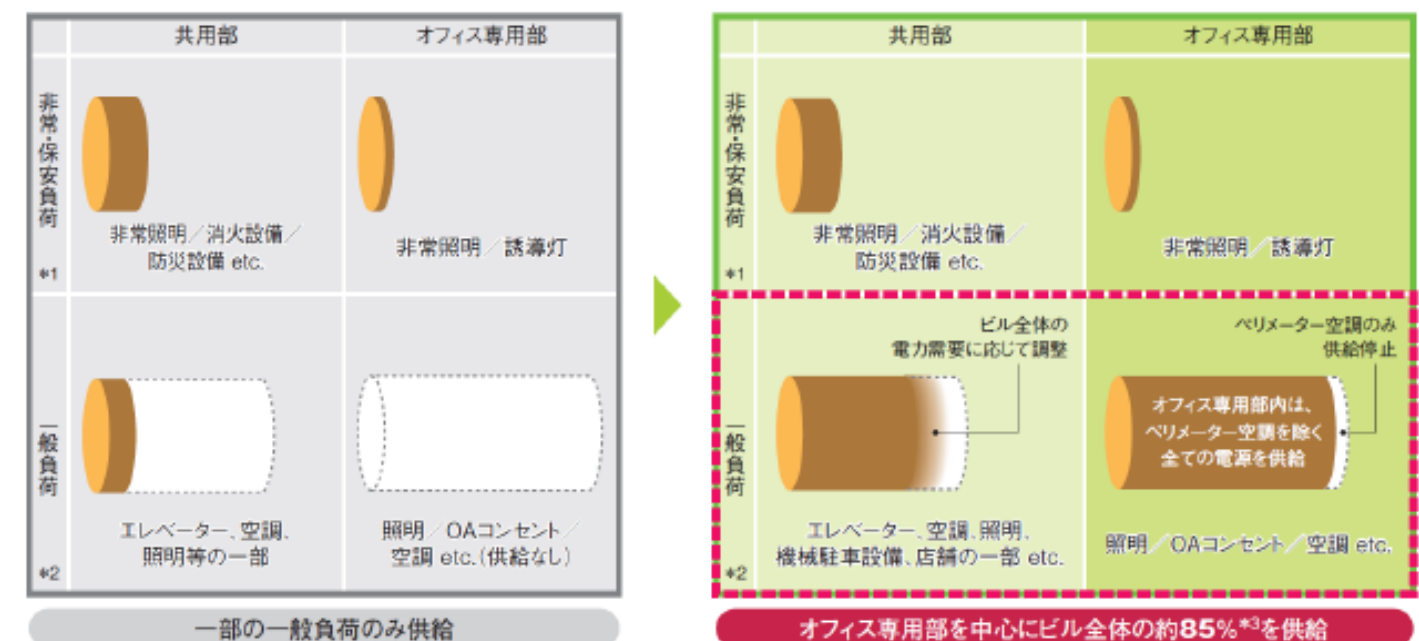 共用部
オフィス専用部
非常・保安負荷
*1
非常照明／消火設備／
防災設備 etc.
非常照明／誘導灯
一般負荷
*2
エレベーター、空調、
照明等の一部
照明／OAコンセント／
空調 etc.(供給なし)
一部の一般負荷のみ供給
共用部
オフィス専用部
非常・保安負荷
*1
非常照明／消火設備／
防災設備 etc.
非常照明／誘導灯
一般負荷
*2
ビル全体の
電力需要に応じて調整
エレベーター、空調、照明、
機械駐車設備、店舗の一部 etc.
ペリメーター空調のみ
供給停止
オフィス専用部内は、
ペリメーター空調を除く
全ての電源を供給
照明／OAコンセント／空調 etc.
オフィス専用部を中心にビル全体の約85%*3を供給